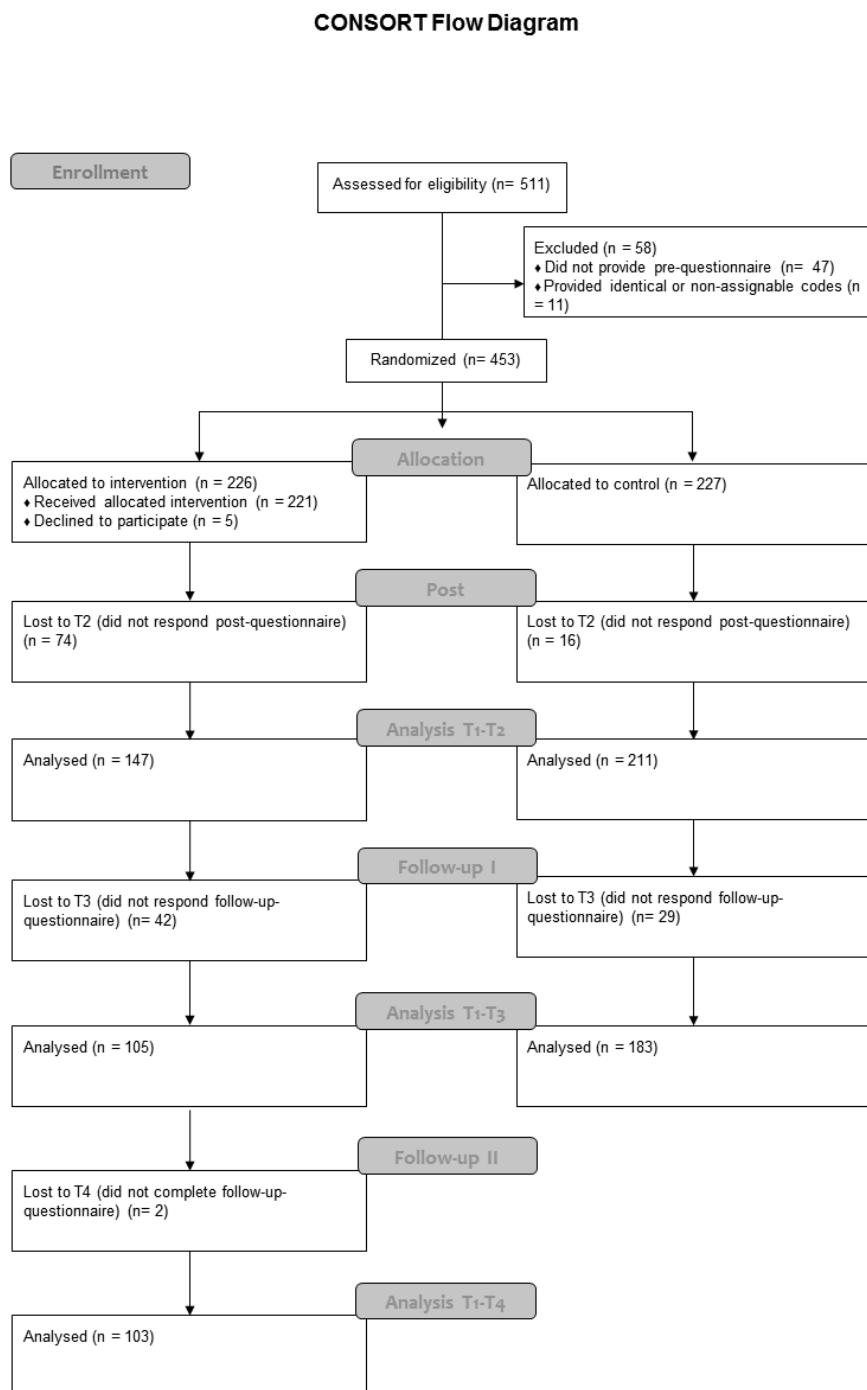 CONSORT Flow Diagram
Enrollment
Assessed for eligibility (n= 511)
Excluded (n = 58)
♦ Did not provide pre-questionnaire (n= 47)
♦ Provided identical or non-assignable codes (n
= 11)
Randomized (n= 453)
Allocation
Allocated to intervention (n = 226)
♦ Received allocated intervention (n = 221)
♦ Declined to participate (n = 5)
Allocated to control (n = 227)
Post
Lost to T2 (did not respond post-questionnaire)
(n = 74)
Lost to T2 (did not respond post-questionnaire)
(n = 16)
Analysis T1-T2
Analysed (n = 147)
Analysed (n = 211)
Follow-up I
Lost to T3 (did not respond follow-up-
questionnaire) (n= 42)
Lost to T3 (did not respond follow-up-
questionnaire) (n= 29)
Analysis T1-T3
Analysed (n = 105)
Analysed (n = 183)
Follow-up II
Lost to T4 (did not complete follow-up-
questionnaire) (n= 2)
Analysis T1-T4
Analysed (n = 103)